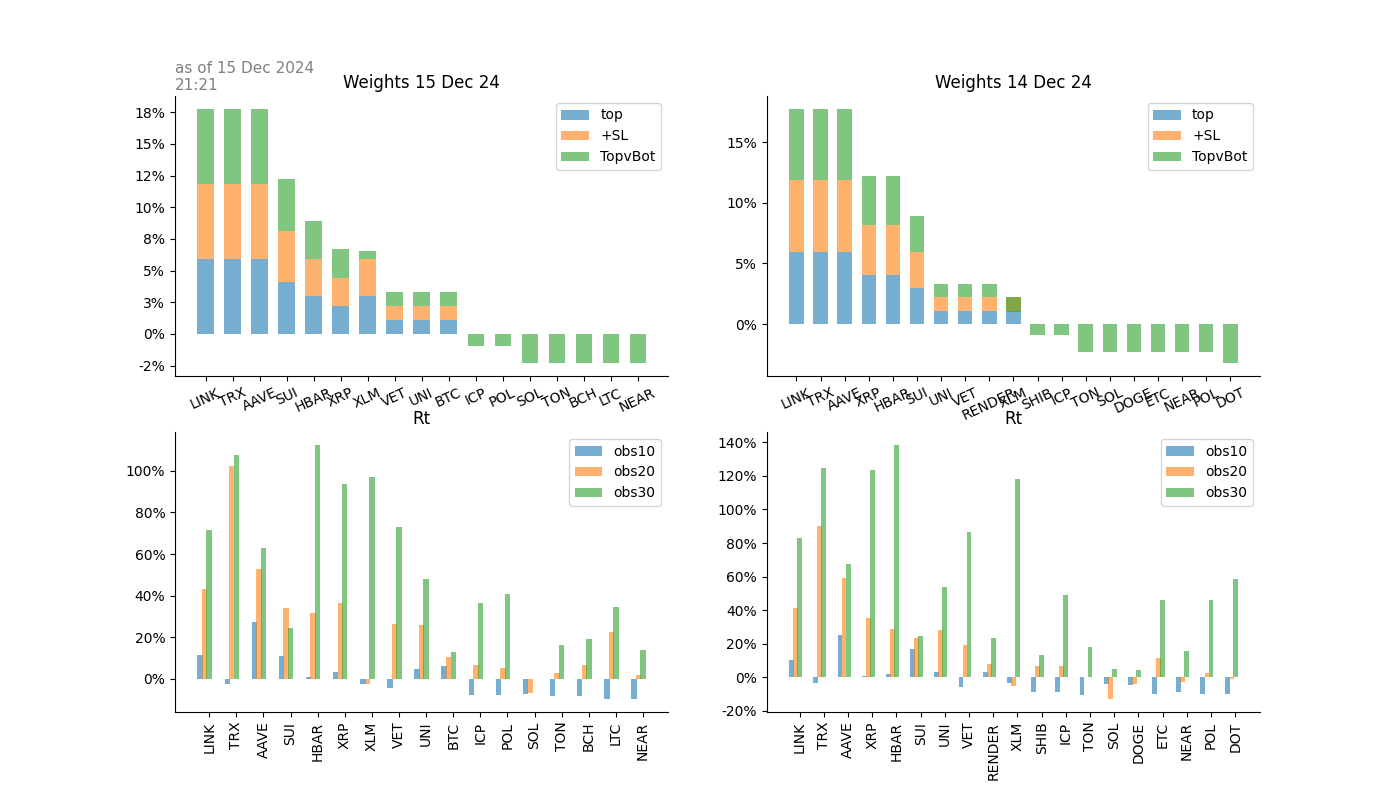 as of 15 Dec 2024
21:21
Weights 15 Dec 24
18%
15%
12%
10%
8%
5%
3%
0%
-2%
top
+SL
TopvBot
LINK TRX AAVE SUI HBAR XRP XLM VET UNI BTC ICP POL SOL TON BCH LTC NEAR
Weights 14 Dec 24
15%
10%
5%
0%
top
+SL
TopvBot
LINK TRX AAVE XRP HBAR SUI UNI VET RENDER XLM SHIB ICP TON SOL DOGE ETC NEAR POL DOT
Rt
100%
80%
60%
40%
20%
0%
obs10
obs20
obs30
LINK TRX AAVE SUI HBAR XRP XLM VET UNI BTC ICP POL SOL TON BCH LTC NEAR
Rt
140%
120%
100%
80%
60%
40%
20%
0%
-20%
obs10
obs20
obs30
LINK TRX AAVE XRP HBAR SUI UNI VET RENDER XLM SHIB ICP TON SOL DOGE ETC NEAR POL DOT